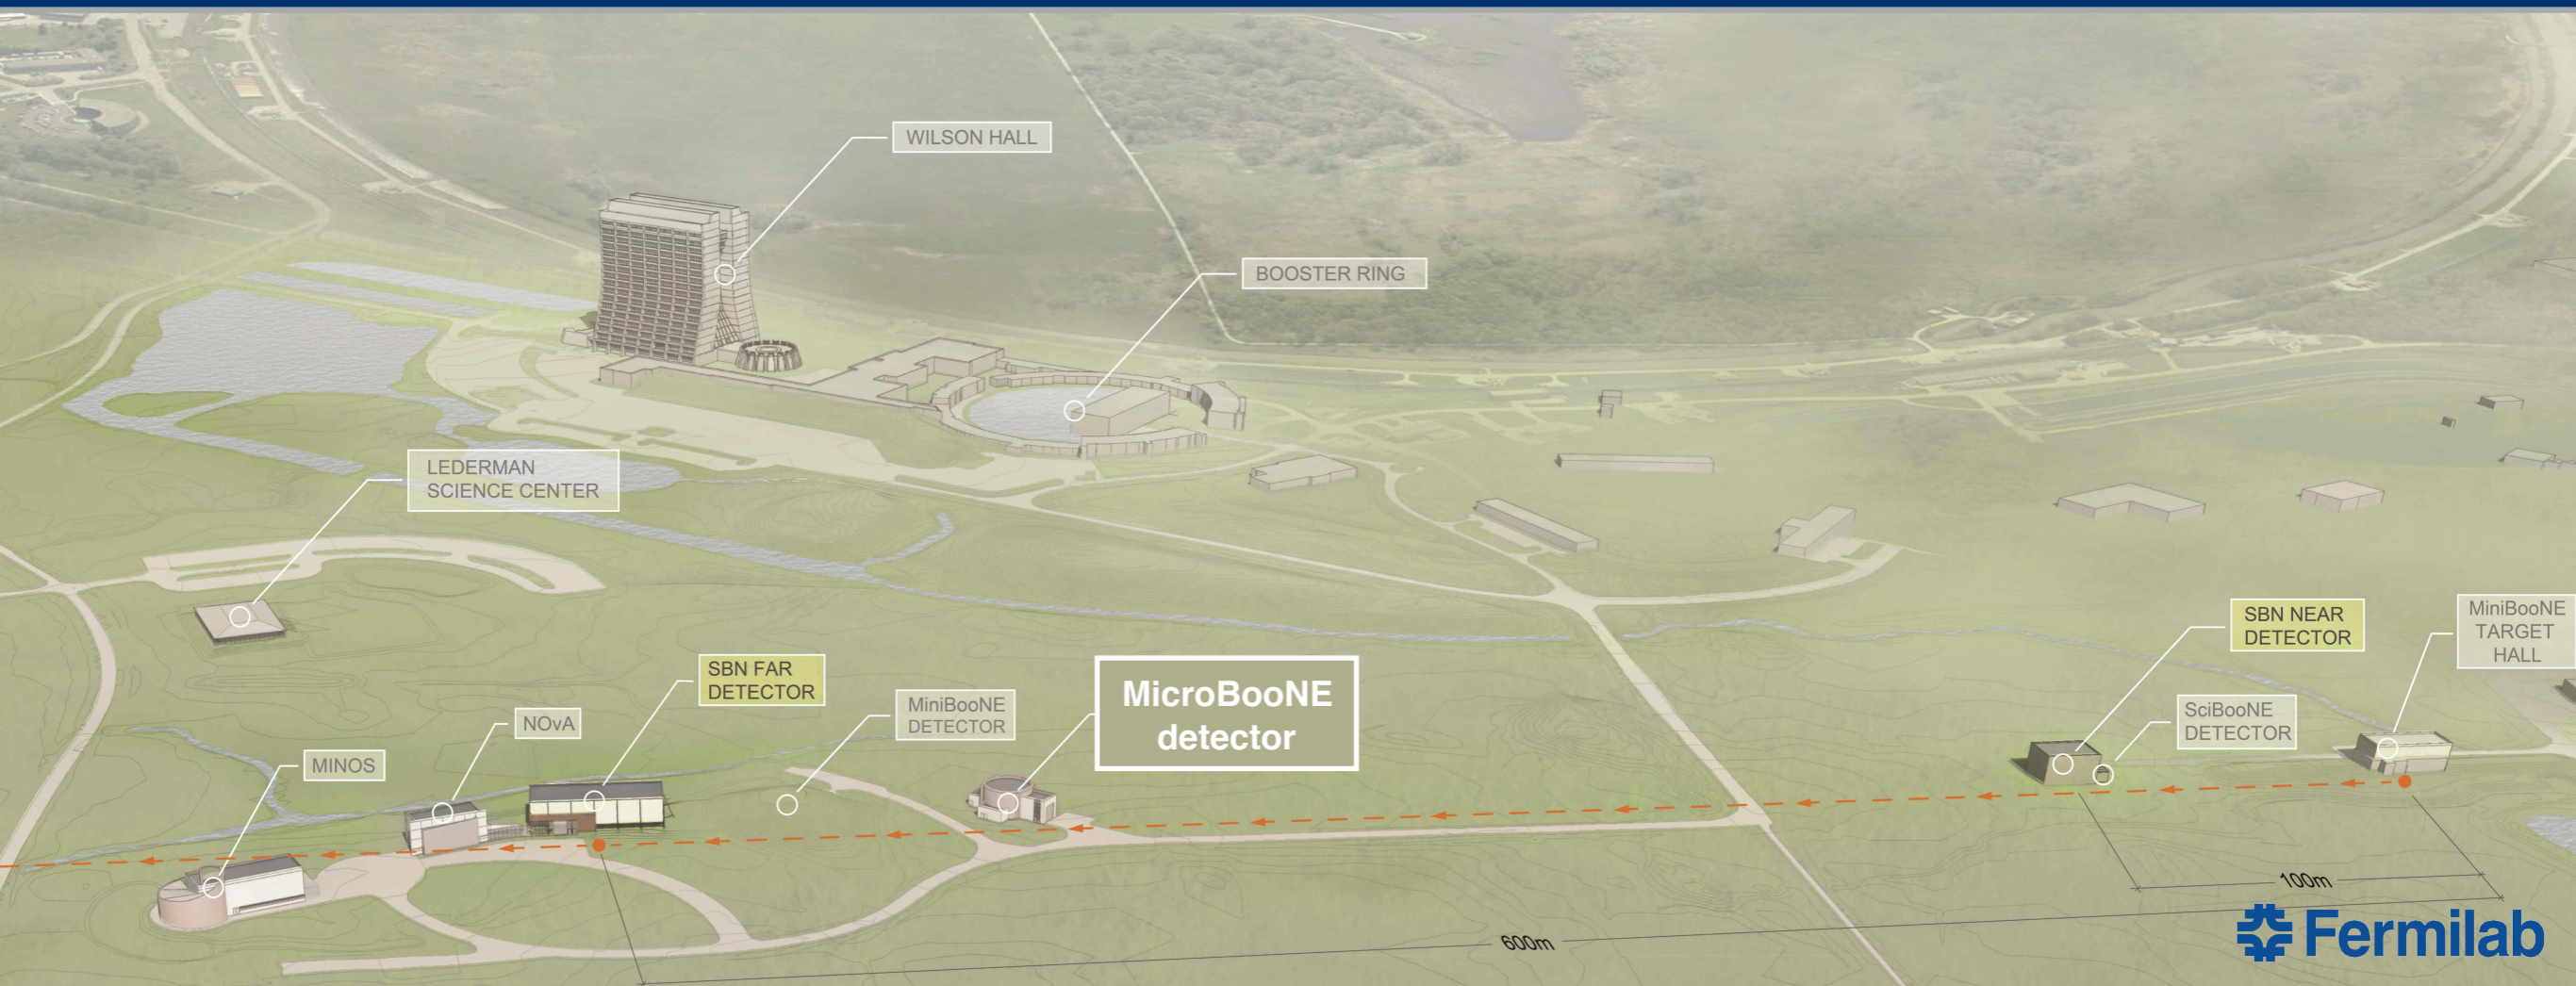 WILSON HALL
BOOSTER RING
LEDERMAN
SCIENCE CENTER
SBN NEAR
DETECTOR
MiniBooNE
TARGET
HALL
SBN FAR
DETECTOR
MicroBooNE
detector
MiniBooNE
DETECTOR
SciBooNE
DETECTOR
NOvA
MINOS
100m
600m
Fermilab